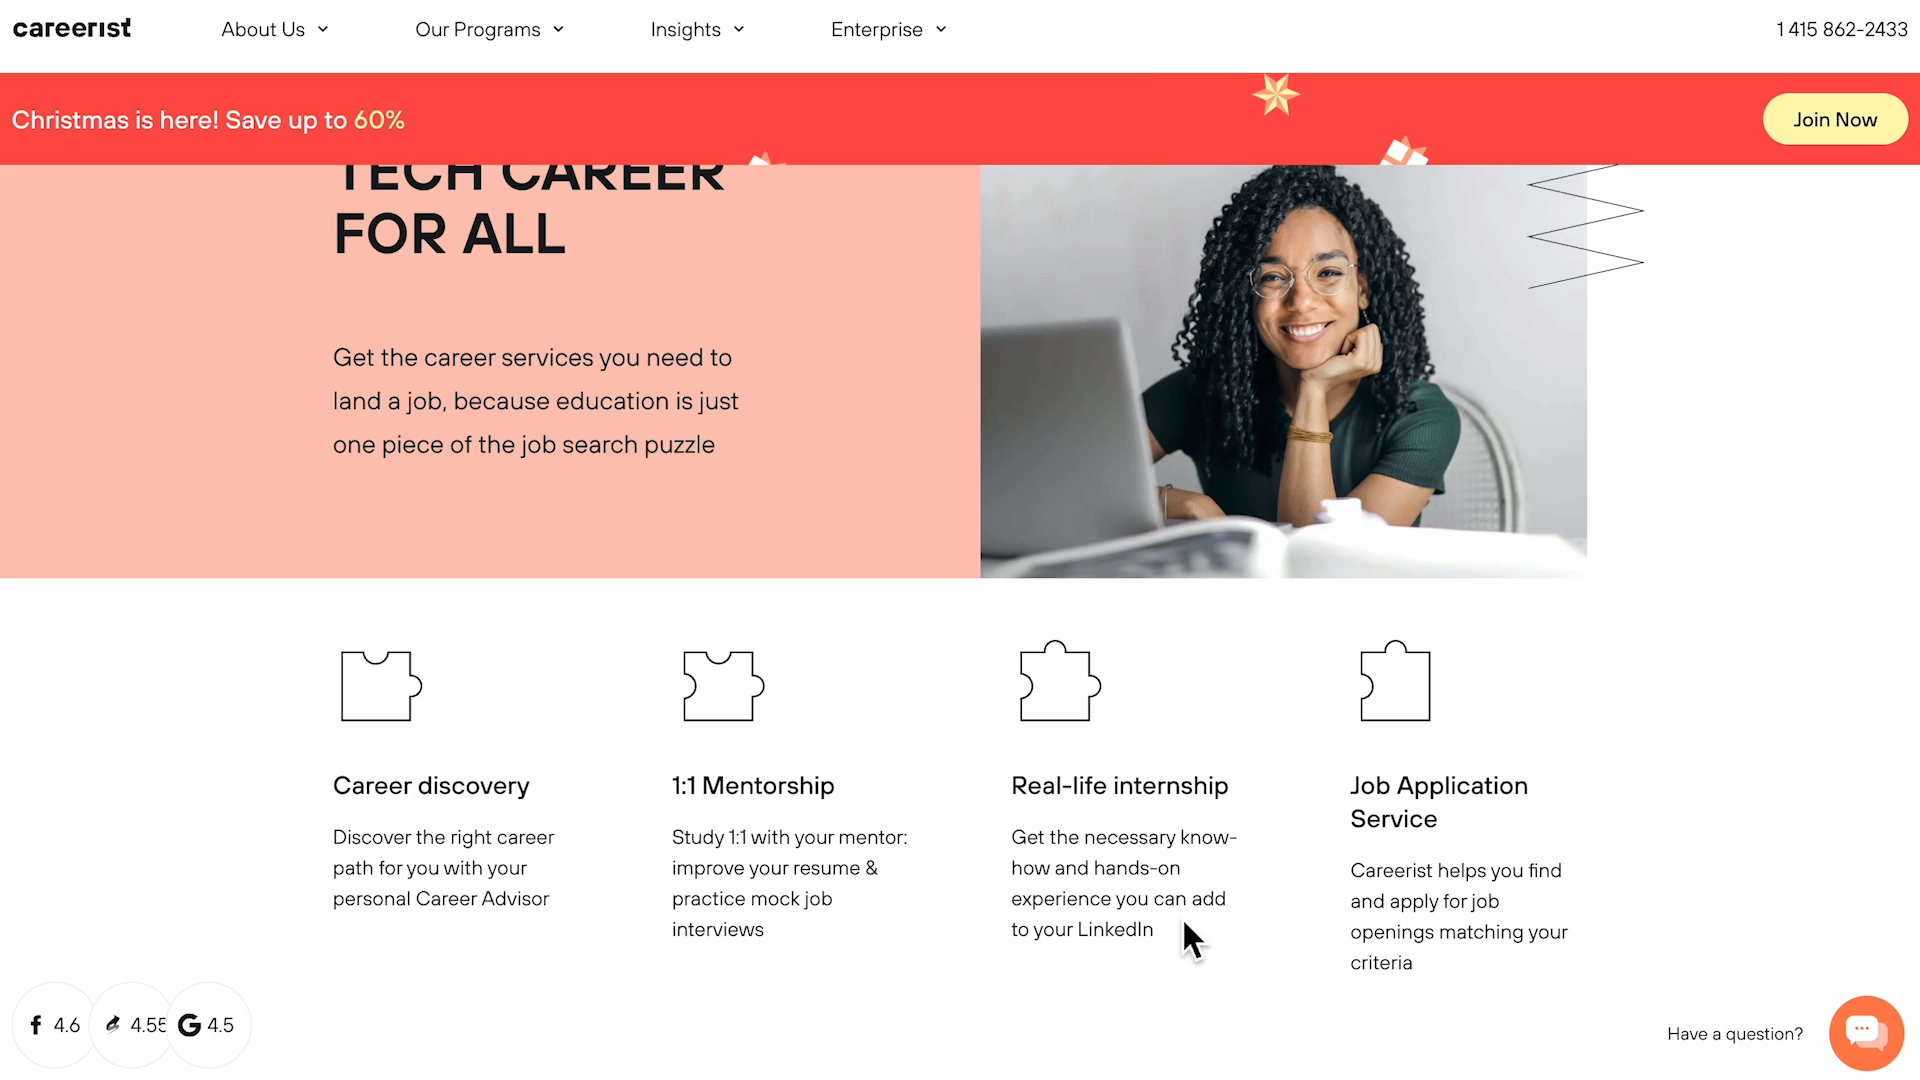 careerist
About Us
Our Programs
Insights
Enterprise
1 415 862-2433
Christmas is here! Save up to 60%
Join Now
TECH CAREER
FOR ALL
Get the career services you need to
land a job, because education is just
one piece of the job search puzzle
Career discovery
Discover the right career
path for you with your
personal Career Advisor
1:1 Mentorship
Study 1:1 with your mentor:
improve your resume &
practice mock job
interviews
Real-life internship
Get the necessary know-
how and hands-on
experience you can add
to your LinkedIn
Job Application
Service
Careerist helps you find
and apply for job
openings matching your
criteria
f 4.6
4.55
G 4.5
Have a question?